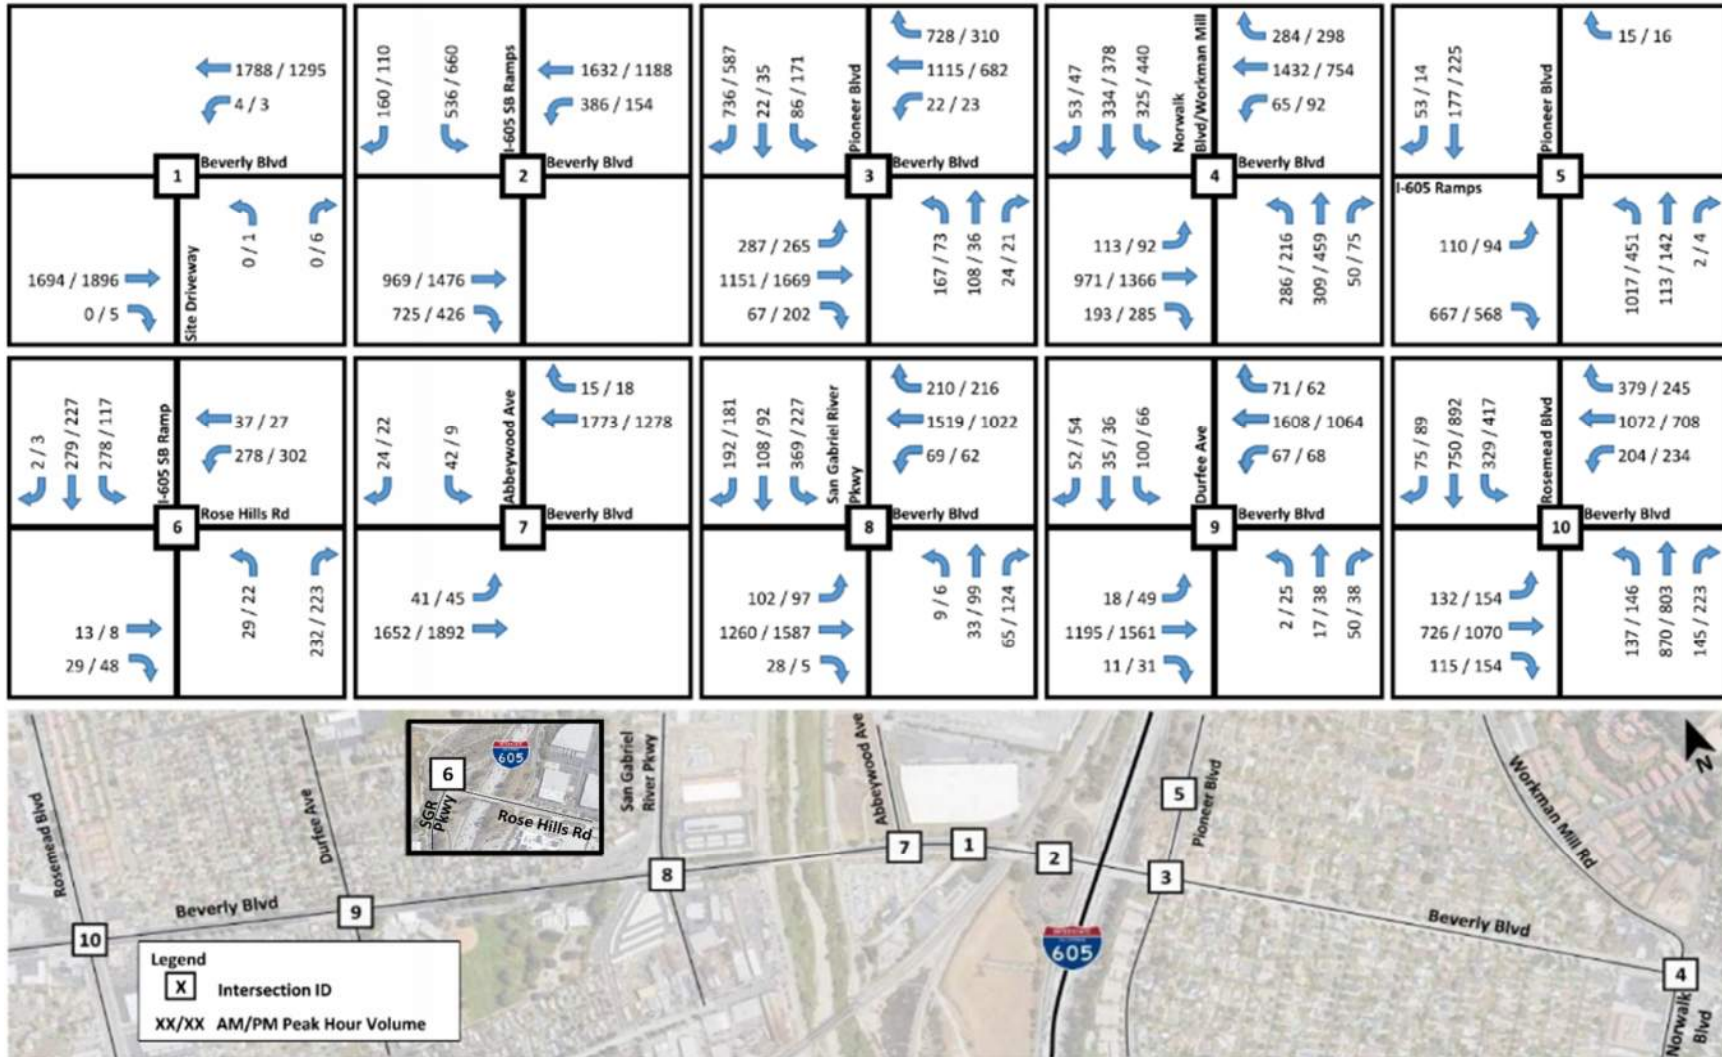 1788 / 1295
4 / 3
Beverly Blvd
1
Site Driveway
0 / 1
0 / 6
1694 / 1896
0 / 5
160 / 110
536 / 660
I-605 SB Ramps
1632 / 1188
386 / 154
Beverly Blvd
2
969 / 1476
725 / 426
736 / 587
22 / 35
86 / 171
Pioneer Blvd
728 / 310
1115 / 682
22 / 23
Beverly Blvd
3
287 / 265
1151 / 1669
67 / 202
167 / 73
108 / 36
24 / 21
53 / 47
334 / 378
325 / 440
Norwalk
Blvd/Workman Mill
284 / 298
1432 / 754
65 / 92
Beverly Blvd
4
113 / 92
971 / 1366
193 / 285
286 / 216
309 / 459
50 / 75
53 / 14
177 / 225
Pioneer Blvd
15 / 16
I-605 Ramps
5
110 / 94
667 / 568
1017 / 451
113 / 142
2 / 4
2 / 3
279 / 227
278 / 117
I-605 SB Ramp
37 / 27
278 / 302
Rose Hills Rd
6
13 / 8
29 / 48
29 / 22
232 / 223
24 / 22
42 / 9
Abbeywood Ave
15 / 18
1773 / 1278
Beverly Blvd
7
41 / 45
1652 / 1892
192 / 181
108 / 92
369 / 227
San Gabriel River
Pkwy
210 / 216
1519 / 1022
69 / 62
Beverly Blvd
8
102 / 97
1260 / 1587
28 / 5
9 / 6
33 / 99
65 / 124
52 / 54
35 / 36
100 / 66
Durfee Ave
71 / 62
1608 / 1064
67 / 68
Beverly Blvd
9
18 / 49
1195 / 1561
11 / 31
2 / 25
17 / 38
50 / 38
75 / 89
750 / 892
329 / 417
Rosemead Blvd
379 / 245
1072 / 708
204 / 234
Beverly Blvd
10
132 / 154
726 / 1070
115 / 154
137 / 146
870 / 803
145 / 223
Rosemead Blvd
Durfee Ave
6
605
SGR
Pkwy
Rose Hills Rd
San Gabriel
River Pkwy
Abbeywood Ave
5
Pioneer Blvd
Workman Mill Rd
N
7
1
2
3
8
9
10
Beverly Blvd
Beverly Blvd
605
4
Norwalk
Blvd
Legend
X Intersection ID
XX/XX AM/PM Peak Hour Volume